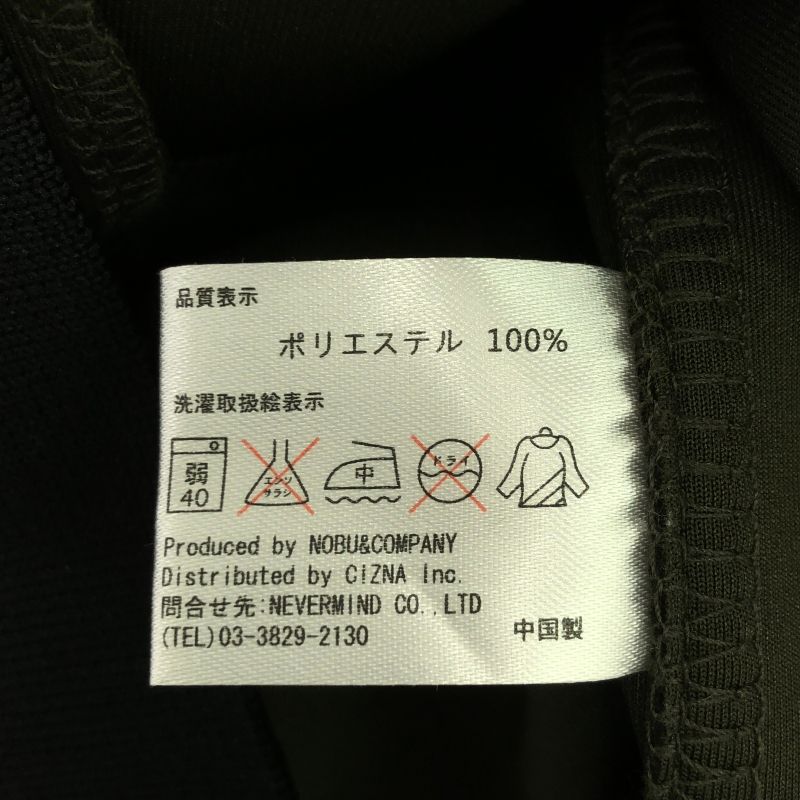 品質表示
ポリエステル 100%
洗濯取扱絵表示
弱
40
エンソ
サラシ
中
ドライ
Produced by NOBU&COMPANY
Distributed by CIZNA Inc.
問合せ先:NEVERMIND CO.,LTD
(TEL)03-3829-2130
中国製